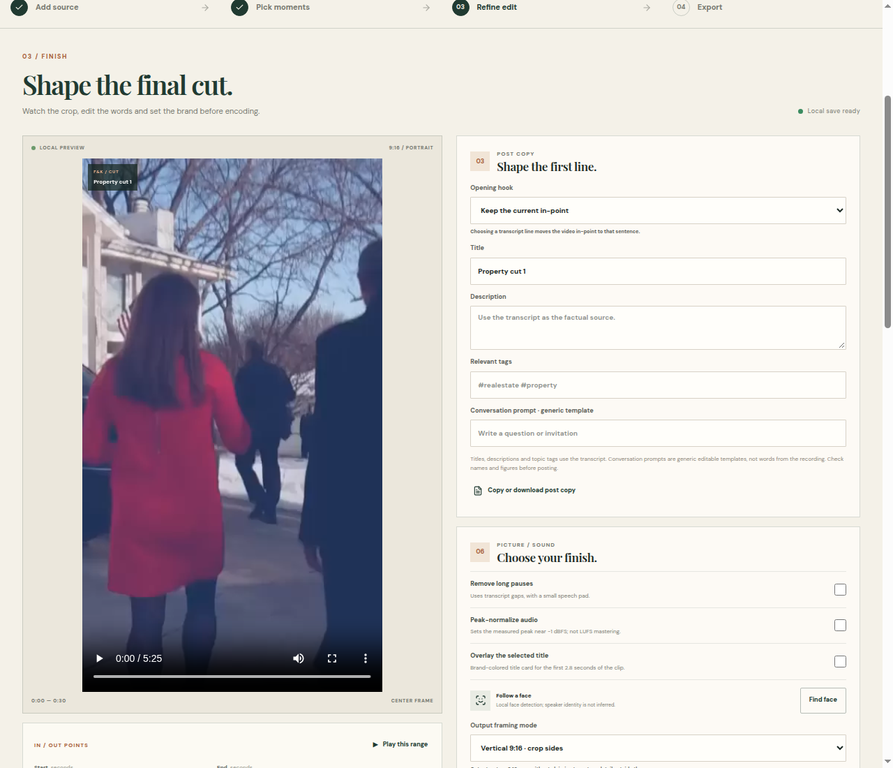 Add source
Pick moments
03
Refine edit
04
Export
03 / FINISH
Shape the final cut.
Watch the crop, edit the words and set the brand before encoding.
Local save ready
LOCAL PREVIEW
9:16 / PORTRAIT
Property cut 1
0:00 / 5:25
0:00 — 0:30
CENTER FRAME
IN / OUT POINTS
Play this range
Start seconds
End seconds
03
POST COPY
Shape the first line.
Opening hook
Keep the current in-point
Choosing a transcript line moves the video in-point to that sentence.
Title
Property cut 1
Description
Use the transcript as the factual source.
Relevant tags
#realestate #property
Conversation prompt · generic template
Write a question or invitation
Titles, descriptions and topic tags use the transcript. Conversation prompts are generic editable templates, not words from the recording. Check
names and figures before posting.
Copy or download post copy
06
PICTURE / SOUND
Choose your finish.
Remove long pauses
Uses transcript gaps, with a small speech pad.
Peak-normalize audio
Sets the measured peak near -1 dBFS; not LUFS mastering.
Overlay the selected title
Brand-colored title card for the first 2.6 seconds of the clip.
Follow a face
Local face detection; speaker identity is not inferred.
Find face
Output framing mode
Vertical 9:16 · crop sides